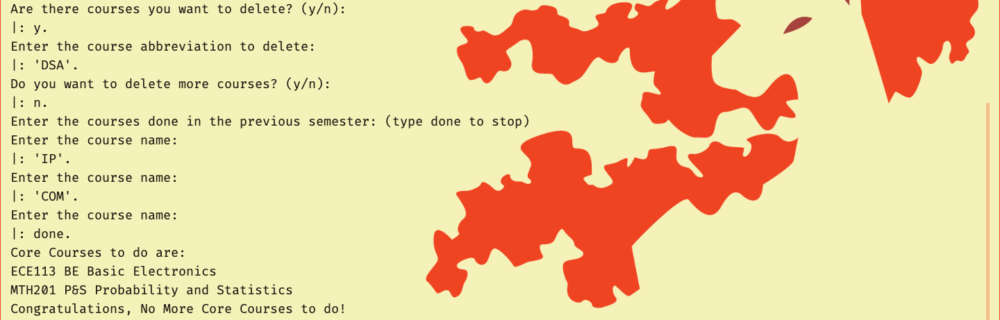 Are there courses you want to delete? (y/n):
|: y.
Enter the course abbreviation to delete:
|: 'DSA'.
Do you want to delete more courses? (y/n):
|: n.
Enter the courses done in the previous semester: (type done to stop)
Enter the course name:
|: 'IP'.
Enter the course name:
|: 'COM'.
Enter the course name:
|: done.
Core Courses to do are:
ECE113 BE Basic Electronics
MTH201 P&S Probability and Statistics
Congratulations, No More Core Courses to do!